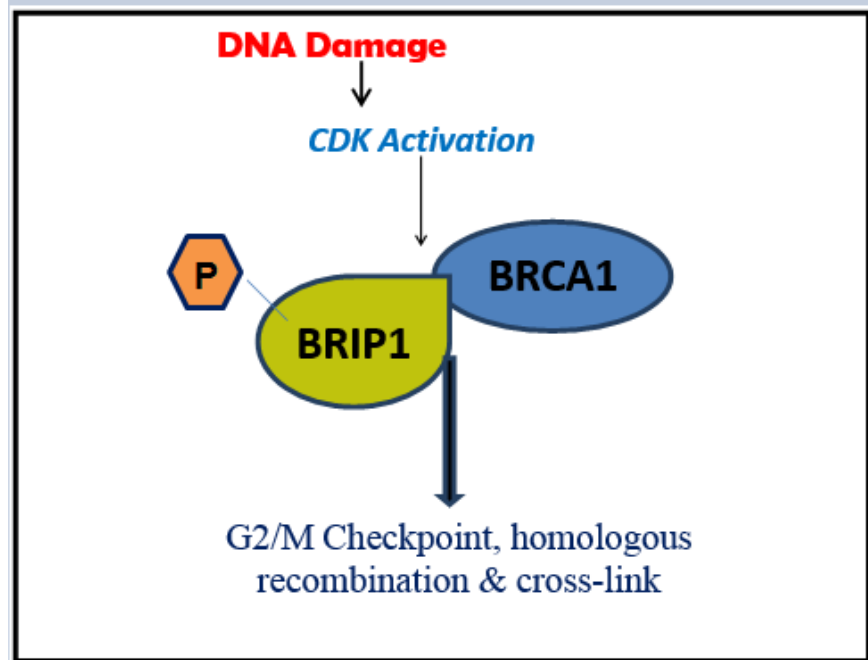 DNA Damage
CDK Activation
P
BRCA1
BRIP1
G2/M Checkpoint, homologous
recombination & cross-link